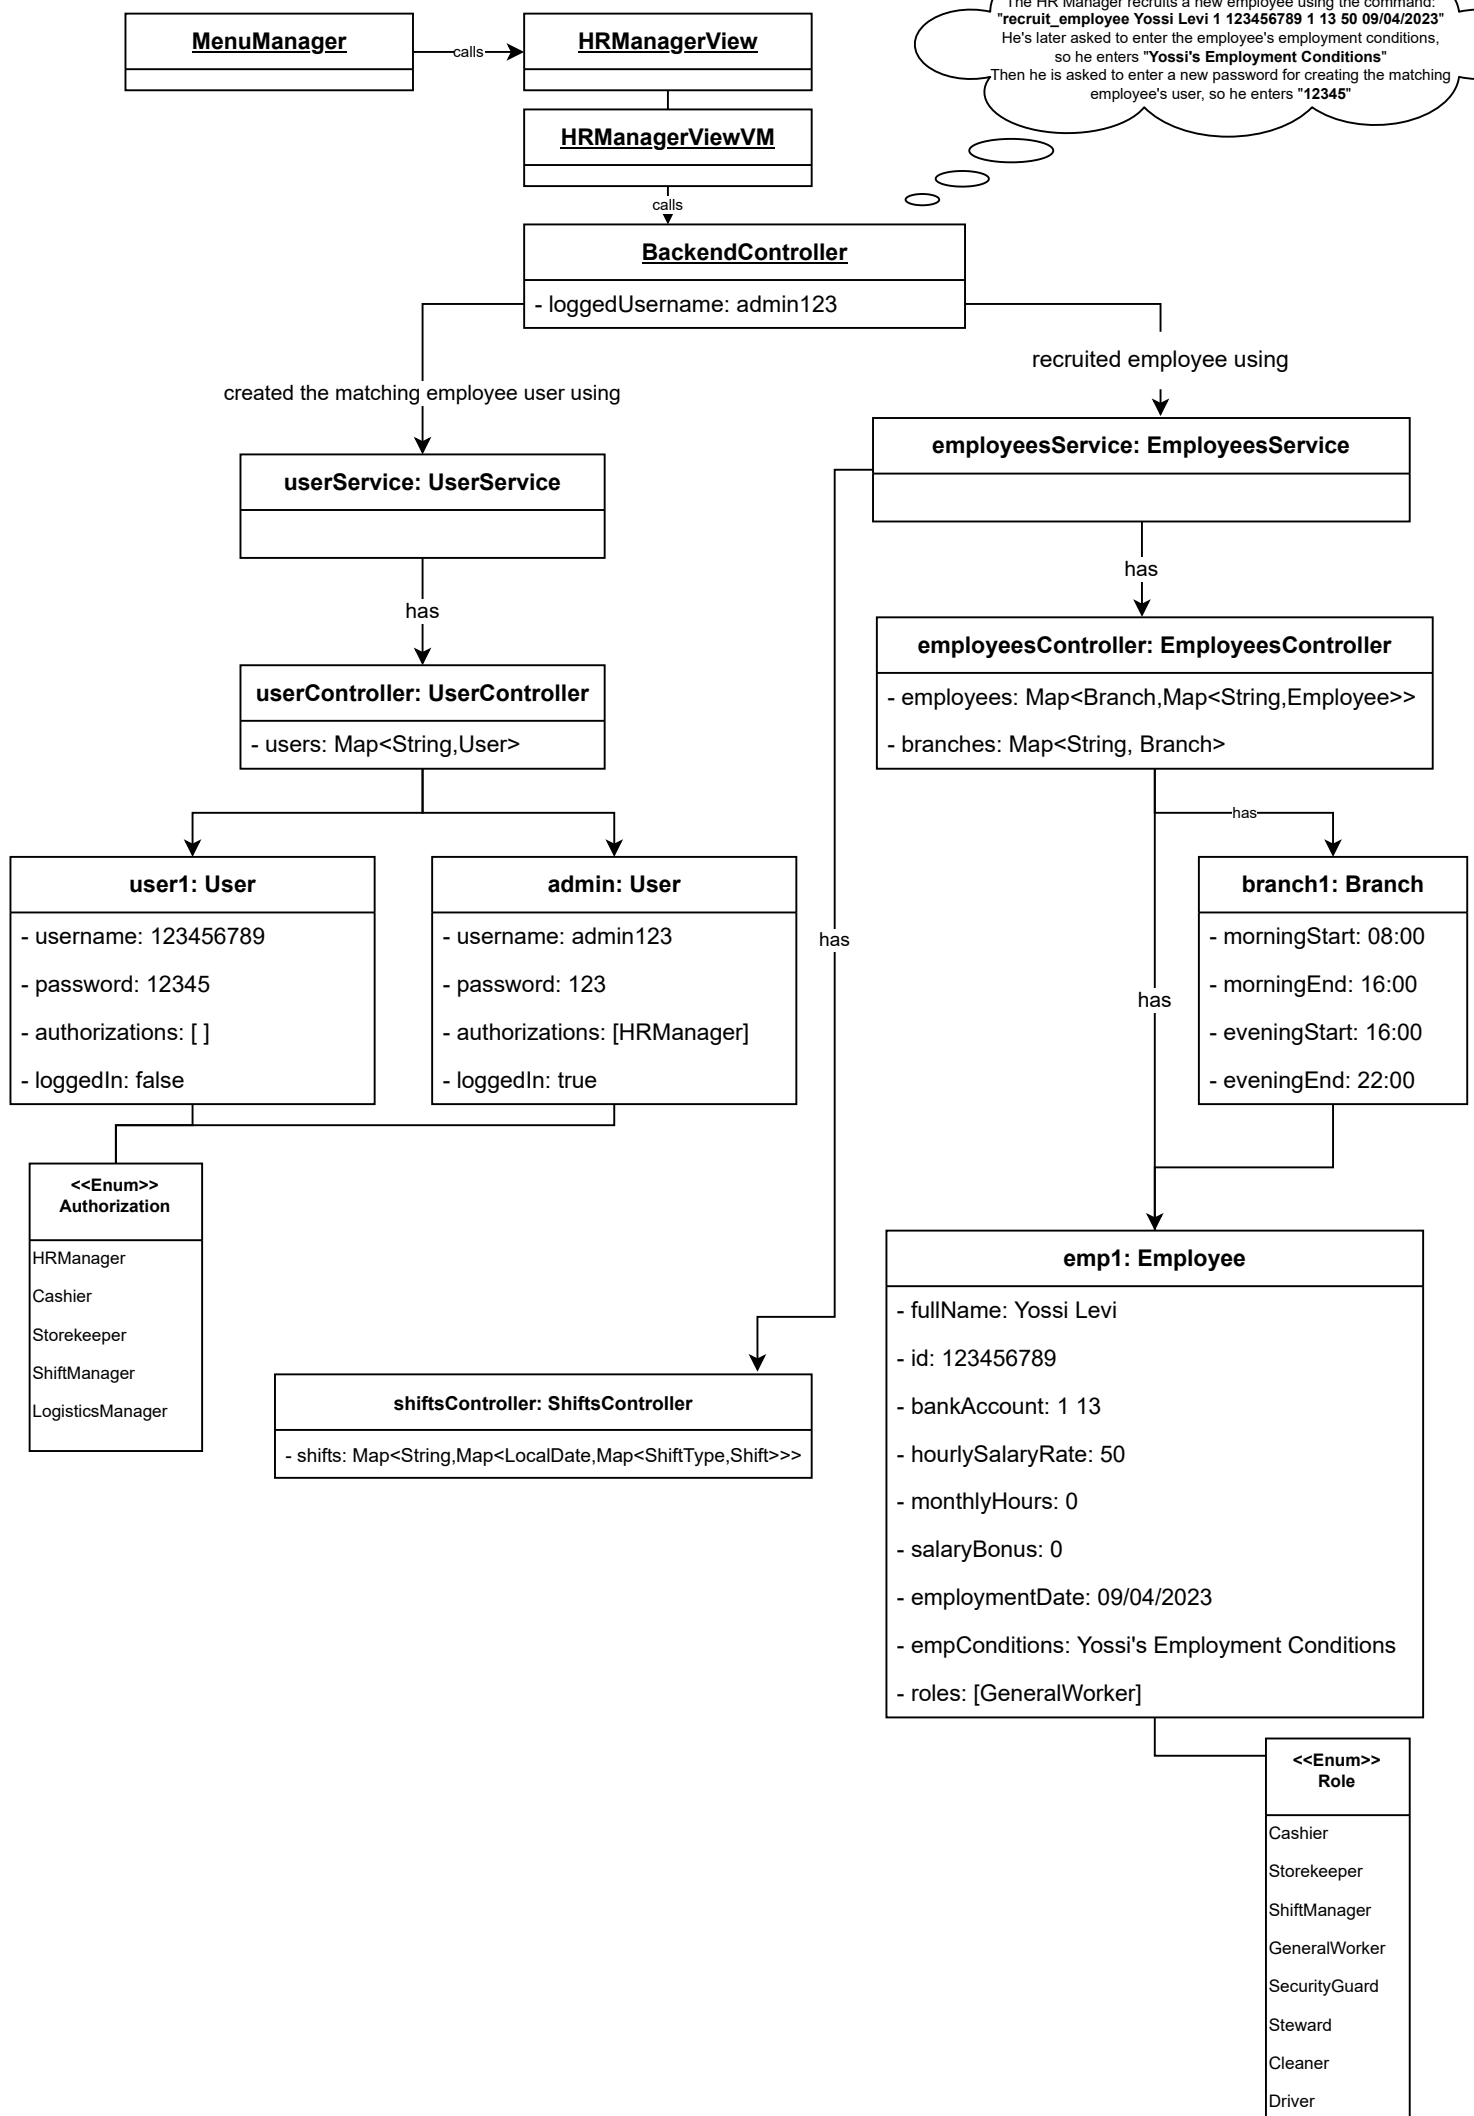 The HR Manager recruits a new employee using the command:
"recruit_employee Yossi Levi 1 123456789 1 13 50 09/04/2023"
He's later asked to enter the employee's employment conditions,
so he enters "Yossi's Employment Conditions"
Then he is asked to enter a new password for creating the matching
employee's user, so he enters "12345"
MenuManager
calls
HRManagerView
HRManagerViewVM
calls
BackendController
- loggedUsername: admin123
created the matching employee user using
recruited employee using
userService: UserService
employeesService: EmployeesService
has
has
userController: UserController
- users: Map<String,User>
employeesController: EmployeesController
- employees: Map<Branch,Map<String,Employee>>
- branches: Map<String, Branch>
has
user1: User
- username: 123456789
- password: 12345
- authorizations: [ ]
- loggedIn: false
admin: User
- username: admin123
- password: 123
- authorizations: [HRManager]
- loggedIn: true
has
has
branch1: Branch
- morningStart: 08:00
- morningEnd: 16:00
- eveningStart: 16:00
- eveningEnd: 22:00
<<Enum>>
Authorization
HRManager
Cashier
Storekeeper
ShiftManager
LogisticsManager
shiftsController: ShiftsController
- shifts: Map<String,Map<LocalDate,Map<ShiftType,Shift>>>
emp1: Employee
- fullName: Yossi Levi
- id: 123456789
- bankAccount: 1 13
- hourlySalaryRate: 50
- monthlyHours: 0
- salaryBonus: 0
- employmentDate: 09/04/2023
- empConditions: Yossi's Employment Conditions
- roles: [GeneralWorker]
<<Enum>>
Role
Cashier
Storekeeper
ShiftManager
GeneralWorker
SecurityGuard
Steward
Cleaner
Driver